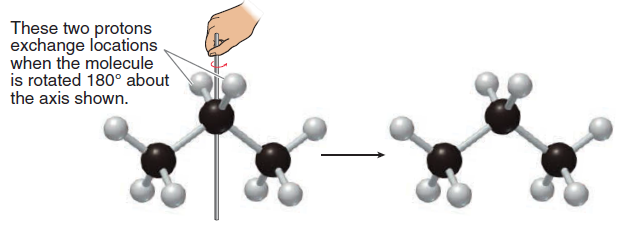 These two protons
exchange locations
when the molecule
is rotated 180° about
the axis shown.